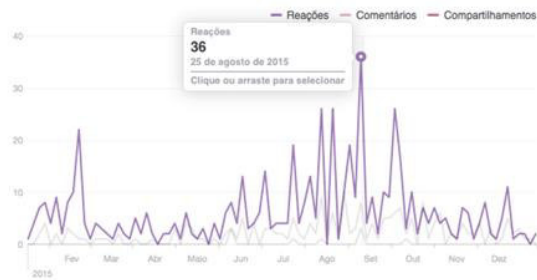 Reações Comentários Compartilhamentos
Reações
36
25 de agosto de 2015
Clique ou arraste para selecionar
40
30
20
10
0
Fev Mar Abr Maio Jun Jul Ago Set Out Nov Dez
2015